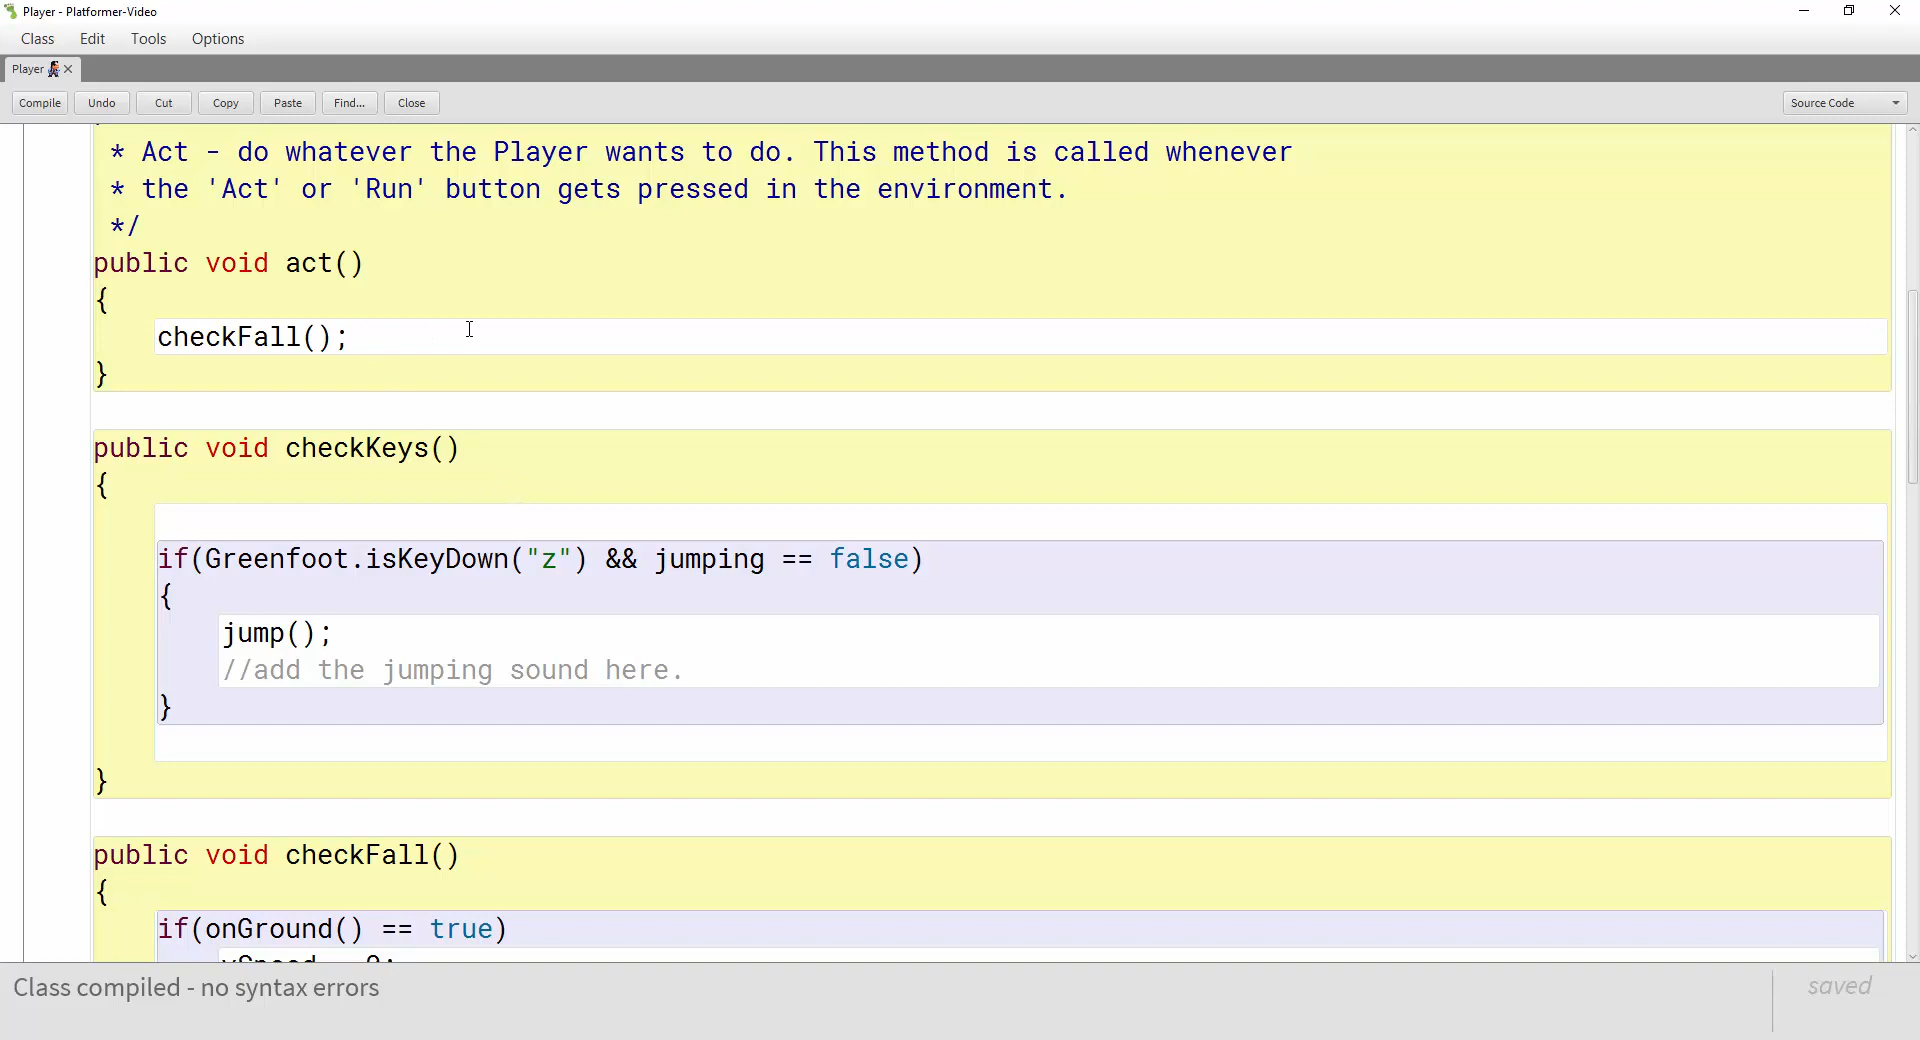 Player - Platformer-Video
Class Edit Tools Options
Player
Compile Undo Cut Copy Paste Find... Close Source Code
* Act - do whatever the Player wants to do. This method is called whenever
* the 'Act' or 'Run' button gets pressed in the environment.
*/
public void act()
{
checkFall();
}
public void checkKeys()
{
if(Greenfoot.isKeyDown("z") && jumping == false)
{
jump();
//add the jumping sound here.
}
}
public void checkFall()
{
if(onGround() == true)
Class compiled - no syntax errors
saved